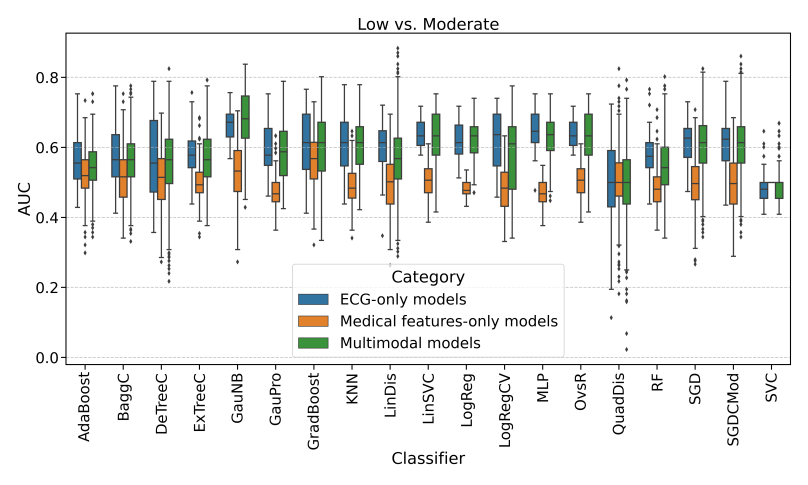 Low vs. Moderate
AUC
0.8
0.6
0.4
0.2
0.0
Category
ECG-only models
Medical features-only models
Multimodal models
AdaBoost
BaggC
DeTreeC
ExTreeC
GauNB
GauPro
GradBoost
KNN
LinDis
LinSVC
LogReg
LogRegCV
MLP
OvsR
QuadDis
RF
SGD
SGDCMod
SVC
Classifier